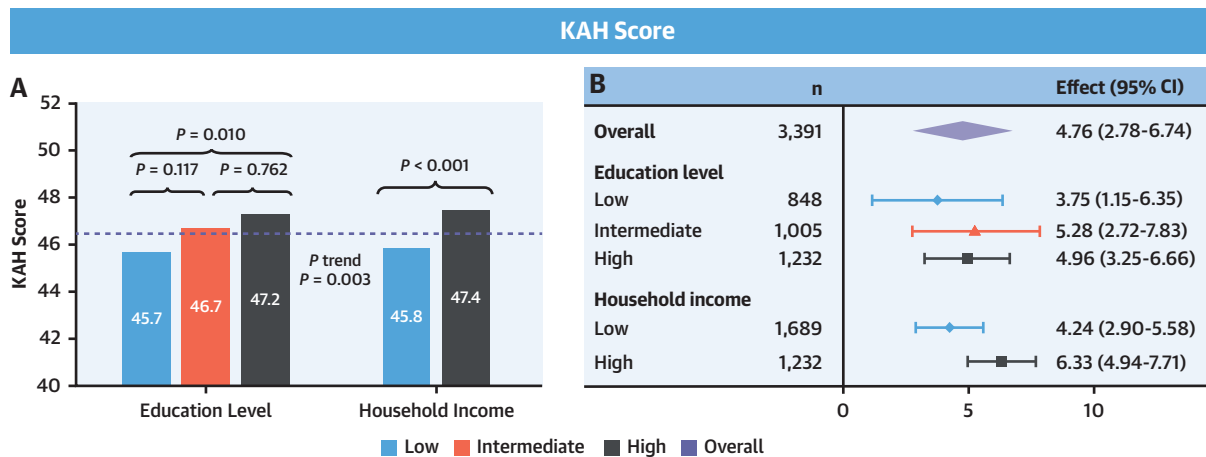 KAH Score
A
52
50
48
46
44
42
40
KAH Score
P = 0.010
P = 0.117
P = 0.762
P < 0.001
P trend
P = 0.003
45.7
46.7
47.2
45.8
47.4
Education Level
Household Income
B n Effect (95% CI)
Overall 3,391 4.76 (2.78-6.74)
Education level
Low 848 3.75 (1.15-6.35)
Intermediate 1,005 5.28 (2.72-7.83)
High 1,232 4.96 (3.25-6.66)
Household income
Low 1,689 4.24 (2.90-5.58)
High 1,232 6.33 (4.94-7.71)
0 5 10
Low Intermediate High Overall